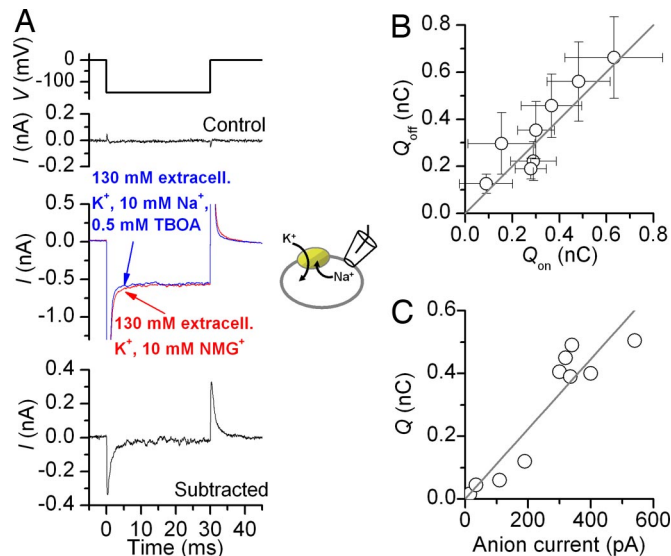 A
V (mV)
0
-100
I (nA)
0.2
0.0
-0.2
Control
130 mM extracell.
K⁺, 10 mM Na⁺,
0.5 mM TBOA
I (nA)
0.0
-0.5
-1.0
130 mM extracell.
K⁺, 10 mM NMG⁺
K⁺
Na⁺
I (nA)
0.4
0.2
0.0
-0.2
-0.4
Subtracted
0 10 20 30 40
Time (ms)
B
Qoff (nC)
0.8
0.6
0.4
0.2
0.0
0.0 0.2 0.4 0.6 0.8
Qon (nC)
C
Q (nC)
0.6
0.4
0.2
0.0
0 200 400 600
Anion current (pA)